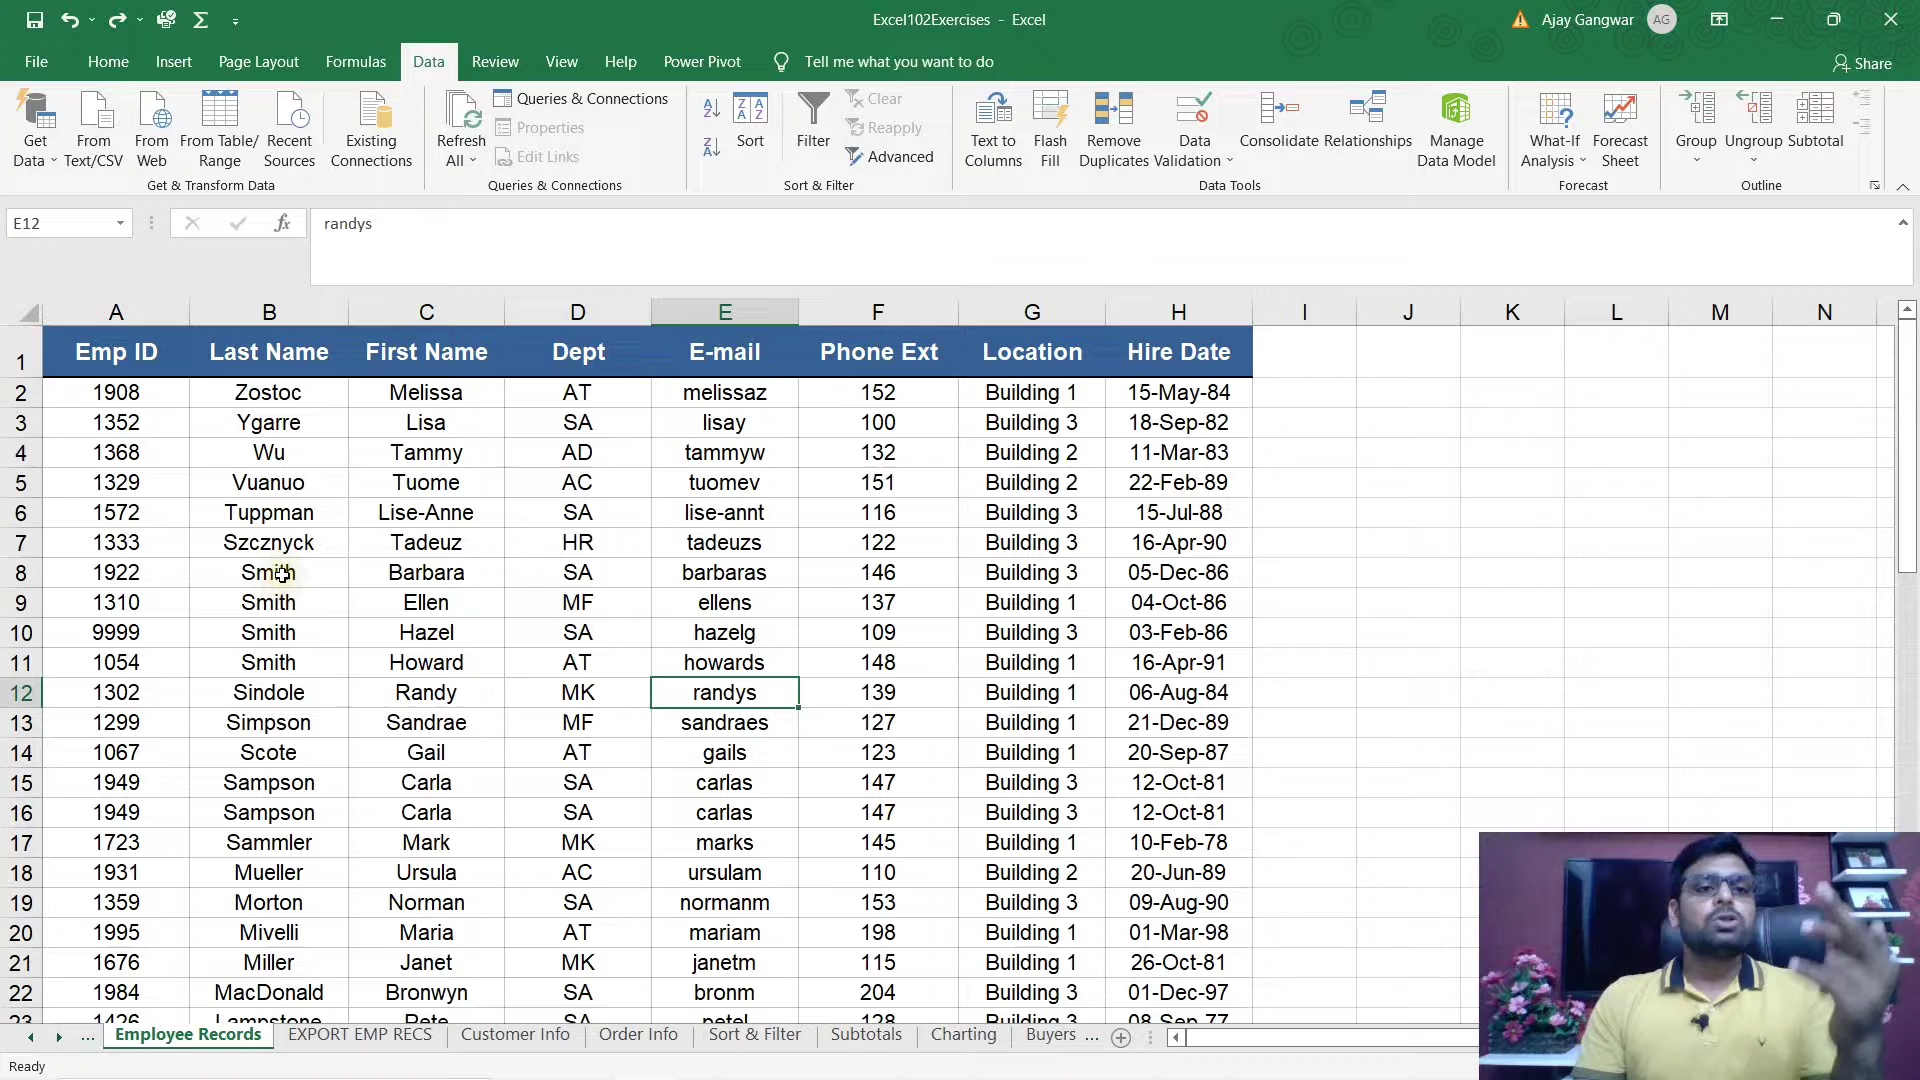 Excel102Exercises - Excel
Ajay Gangwar AG
File Home Insert Page Layout Formulas Data Review View Help Power Pivot Tell me what you want to do Share
Get Data
From Text/CSV
From Web
From Table/ Range
Recent Sources
Existing Connections
Get & Transform Data
Refresh All
Queries & Connections
Properties
Edit Links
Queries & Connections
Sort
Filter
Clear
Reapply
Advanced
Sort & Filter
Text to Columns
Flash Fill
Remove Duplicates
Data Validation
Consolidate
Relationships
Manage Data Model
Data Tools
What-If Analysis
Forecast Sheet
Forecast
Group
Ungroup
Subtotal
Outline
E12 fx randys
A B C D E F G H I J K L M N
1 Emp ID Last Name First Name Dept E-mail Phone Ext Location Hire Date
2 1908 Zostoc Melissa AT melissaz 152 Building 1 15-May-84
3 1352 Ygarre Lisa SA lisay 100 Building 3 18-Sep-82
4 1368 Wu Tammy AD tammyw 132 Building 2 11-Mar-83
5 1329 Vuanuo Tuome AC tuomev 151 Building 2 22-Feb-89
6 1572 Tuppman Lise-Anne SA lise-annt 116 Building 3 15-Jul-88
7 1333 Szcznyck Tadeuz HR tadeuzs 122 Building 3 16-Apr-90
8 1922 Smith Barbara SA barbaras 146 Building 3 05-Dec-86
9 1310 Smith Ellen MF ellens 137 Building 1 04-Oct-86
10 9999 Smith Hazel SA hazelg 109 Building 3 03-Feb-86
11 1054 Smith Howard AT howards 148 Building 1 16-Apr-91
12 1302 Sindole Randy MK randys 139 Building 1 06-Aug-84
13 1299 Simpson Sandrae MF sandraes 127 Building 1 21-Dec-89
14 1067 Scote Gail AT gails 123 Building 1 20-Sep-87
15 1949 Sampson Carla SA carlas 147 Building 3 12-Oct-81
16 1949 Sampson Carla SA carlas 147 Building 3 12-Oct-81
17 1723 Sammler Mark MK marks 145 Building 1 10-Feb-78
18 1931 Mueller Ursula AC ursulam 110 Building 2 20-Jun-89
19 1359 Morton Norman SA normanm 153 Building 3 09-Aug-90
20 1995 Mivelli Maria AT mariam 198 Building 1 01-Mar-98
21 1676 Miller Janet MK janetm 115 Building 1 26-Oct-81
22 1984 MacDonald Bronwyn SA bronm 204 Building 3 01-Dec-97
23 1426 Lampstone Pete SA petel 128 Building 3 08-Sep-77
... Employee Records EXPORT EMP RECS Customer Info Order Info Sort & Filter Subtotals Charting Buyers ...
Ready